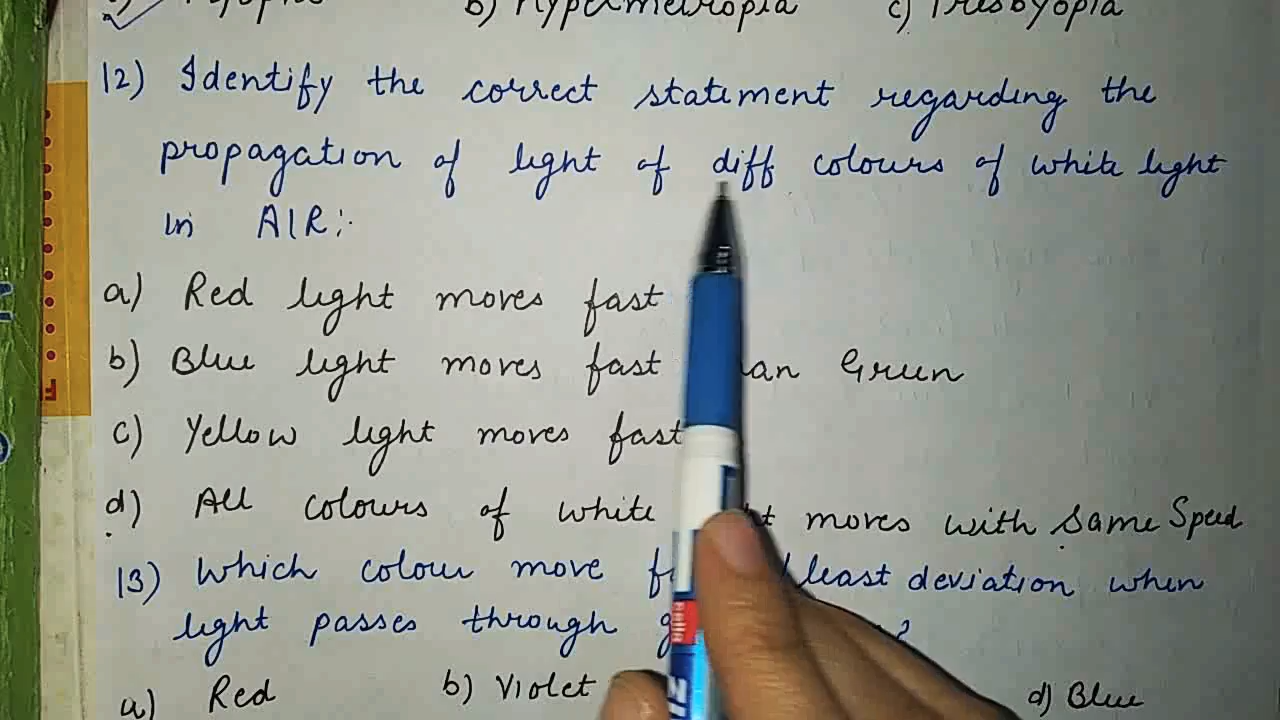 b) Hypermetropia c) Presbyopia
12) Identify the correct statement regarding the
propagation of light of diff colours of white light
in AIR:
a) Red light moves fast
b) Blue light moves fast Green
c) Yellow light moves fast
d) All colours of white moves with same Speed
13) Which colour move least deviation when
light passes through
a) Red b) Violet d) Blue